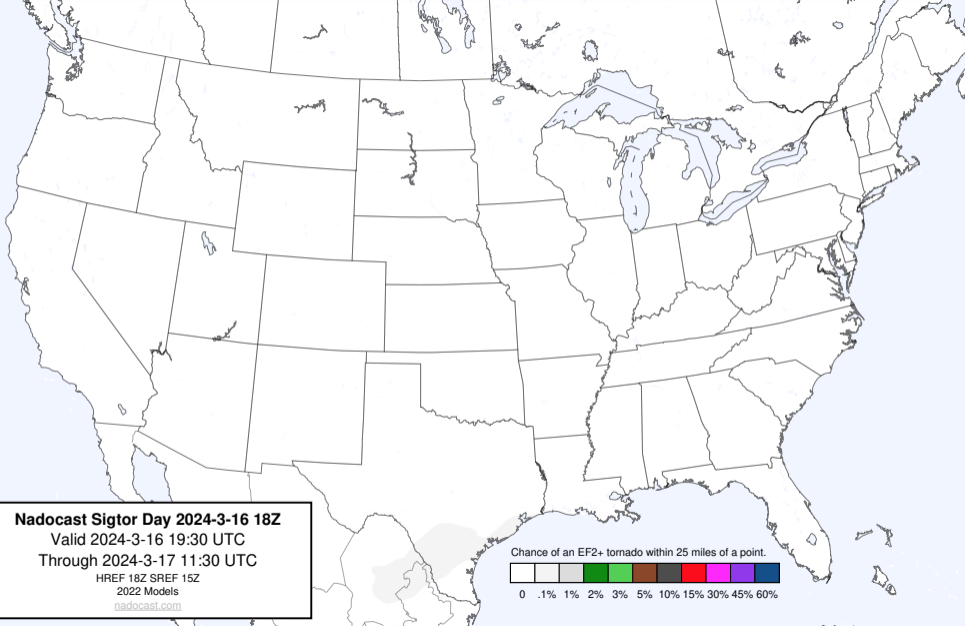 Nadocast Sigtor Day 2024-3-16 18Z
Valid 2024-3-16 19:30 UTC
Through 2024-3-17 11:30 UTC
HREF 18Z SREF 15Z
2022 Models
nadocast.com
Chance of an EF2+ tornado within 25 miles of a point.
0 .1% 1% 2% 3% 5% 10% 15% 30% 45% 60%